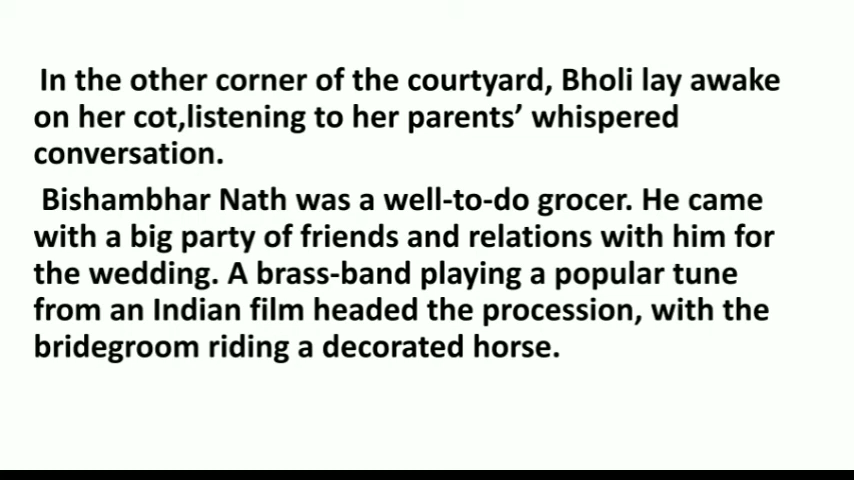 In the other corner of the courtyard, Bholi lay awake
on her cot,listening to her parents’ whispered
conversation.
Bishambhar Nath was a well-to-do grocer. He came
with a big party of friends and relations with him for
the wedding. A brass-band playing a popular tune
from an Indian film headed the procession, with the
bridegroom riding a decorated horse.